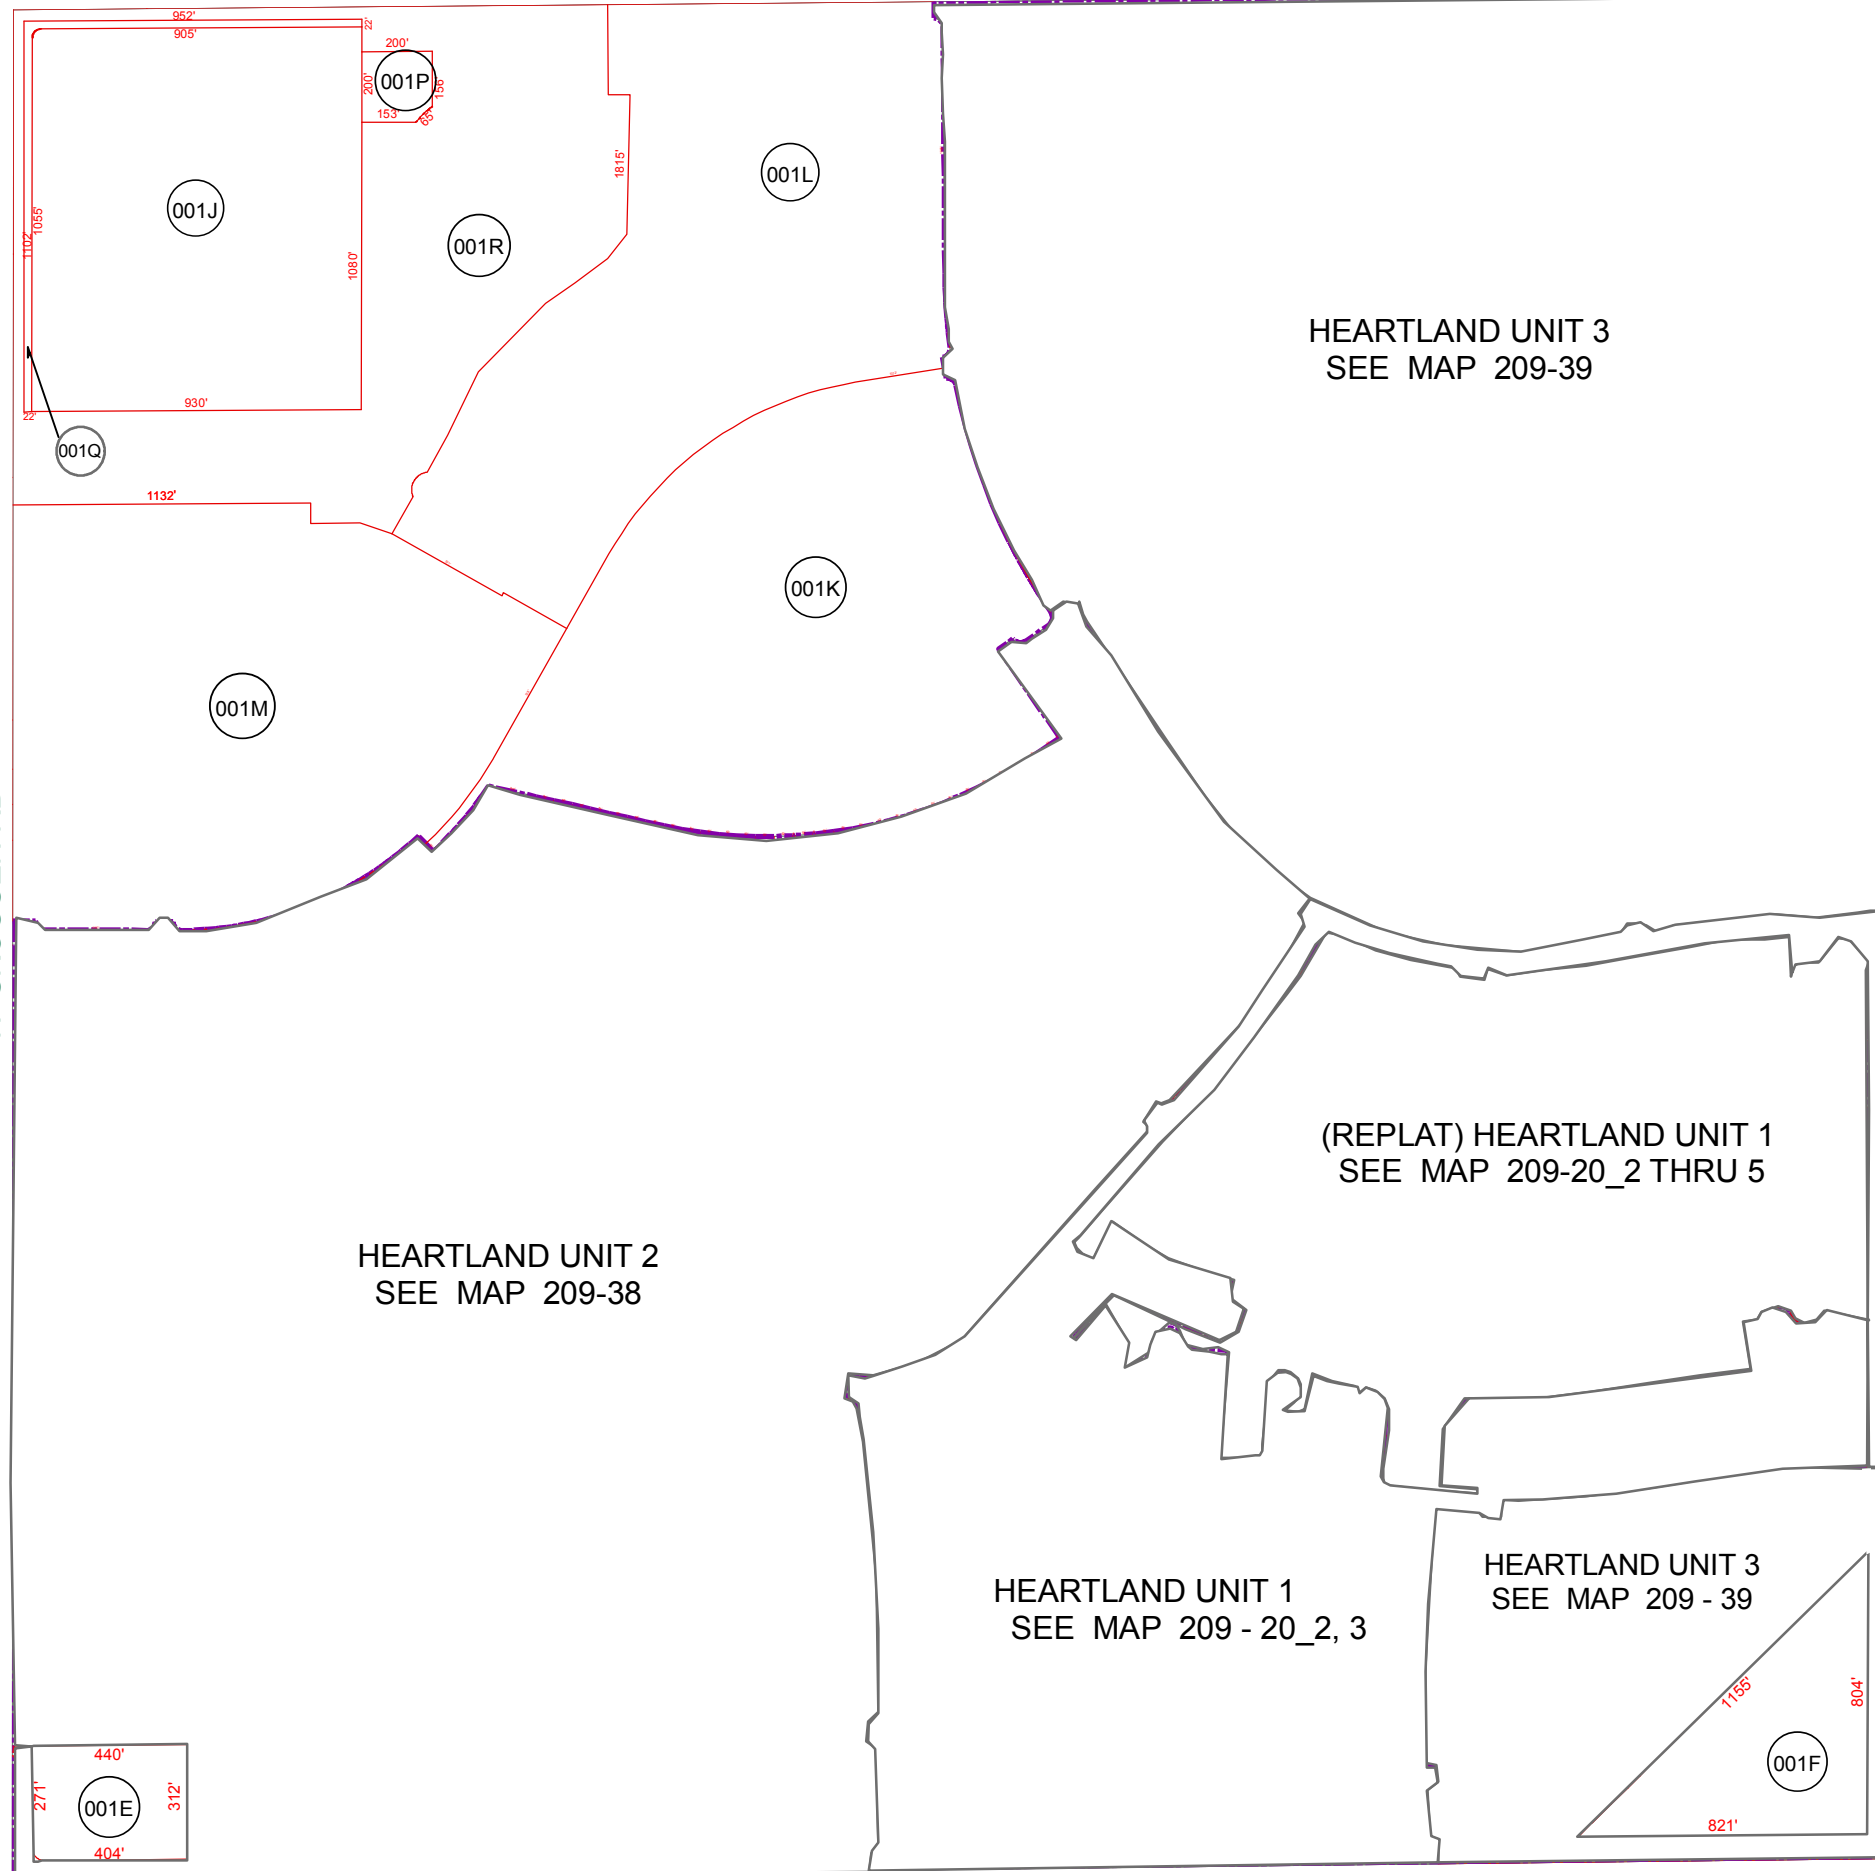 952'
905'
22'
200'
001P
200'
156'
153'
65'
1815'
001L
001J
1055'
1102'
001R
1080'
HEARTLAND UNIT 3
SEE MAP 209-39
930'
22'
001Q
1132'
001K
001M
(REPLAT) HEARTLAND UNIT 1
SEE MAP 209-20_2 THRU 5
HEARTLAND UNIT 2
SEE MAP 209-38
HEARTLAND UNIT 3
SEE MAP 209 - 39
HEARTLAND UNIT 1
SEE MAP 209 - 20_2, 3
1155'
804'
440'
271'
312'
001E
404'
001F
821'